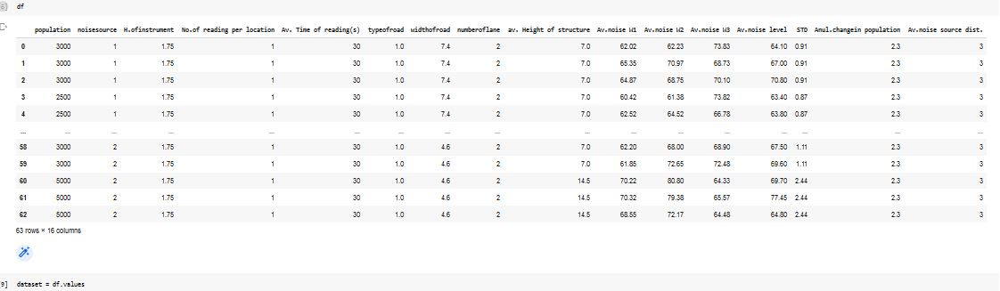 df
population noisesource H.ofinstrument No.of reading per location Av. Time of reading(s) typeofroad widthofroad numberoflane av. Height of structure Av.noise W1 Av.noise W2 Av.noise W3 Av.noise level STD Anul.changein population Av.noise source dist.
0 3000 1 1.75 1 30 1.0 7.4 2 7.0 62.02 62.23 73.83 64.10 0.91 2.3 3
1 3000 1 1.75 1 30 1.0 7.4 2 7.0 65.35 70.97 68.73 67.00 0.91 2.3 3
2 3000 1 1.75 1 30 1.0 7.4 2 7.0 64.87 68.75 70.10 70.80 0.91 2.3 3
3 2500 1 1.75 1 30 1.0 7.4 2 7.0 60.42 61.38 73.82 63.40 0.87 2.3 3
4 2500 1 1.75 1 30 1.0 7.4 2 7.0 62.52 64.52 66.78 63.80 0.87 2.3 3
... ... ... ... ... ... ... ... ... ... ... ... ... ... ... ... ...
58 3000 2 1.75 1 30 1.0 4.6 2 7.0 62.20 68.00 68.90 67.50 1.11 2.3 3
59 3000 2 1.75 1 30 1.0 4.6 2 7.0 61.85 72.65 72.48 69.60 1.11 2.3 3
60 5000 2 1.75 1 30 1.0 4.6 2 14.5 70.22 80.80 64.33 69.70 2.44 2.3 3
61 5000 2 1.75 1 30 1.0 4.6 2 14.5 70.32 79.38 65.57 77.45 2.44 2.3 3
62 5000 2 1.75 1 30 1.0 4.6 2 14.5 68.55 72.17 64.48 64.80 2.44 2.3 3
63 rows × 16 columns
9] dataset = df.values